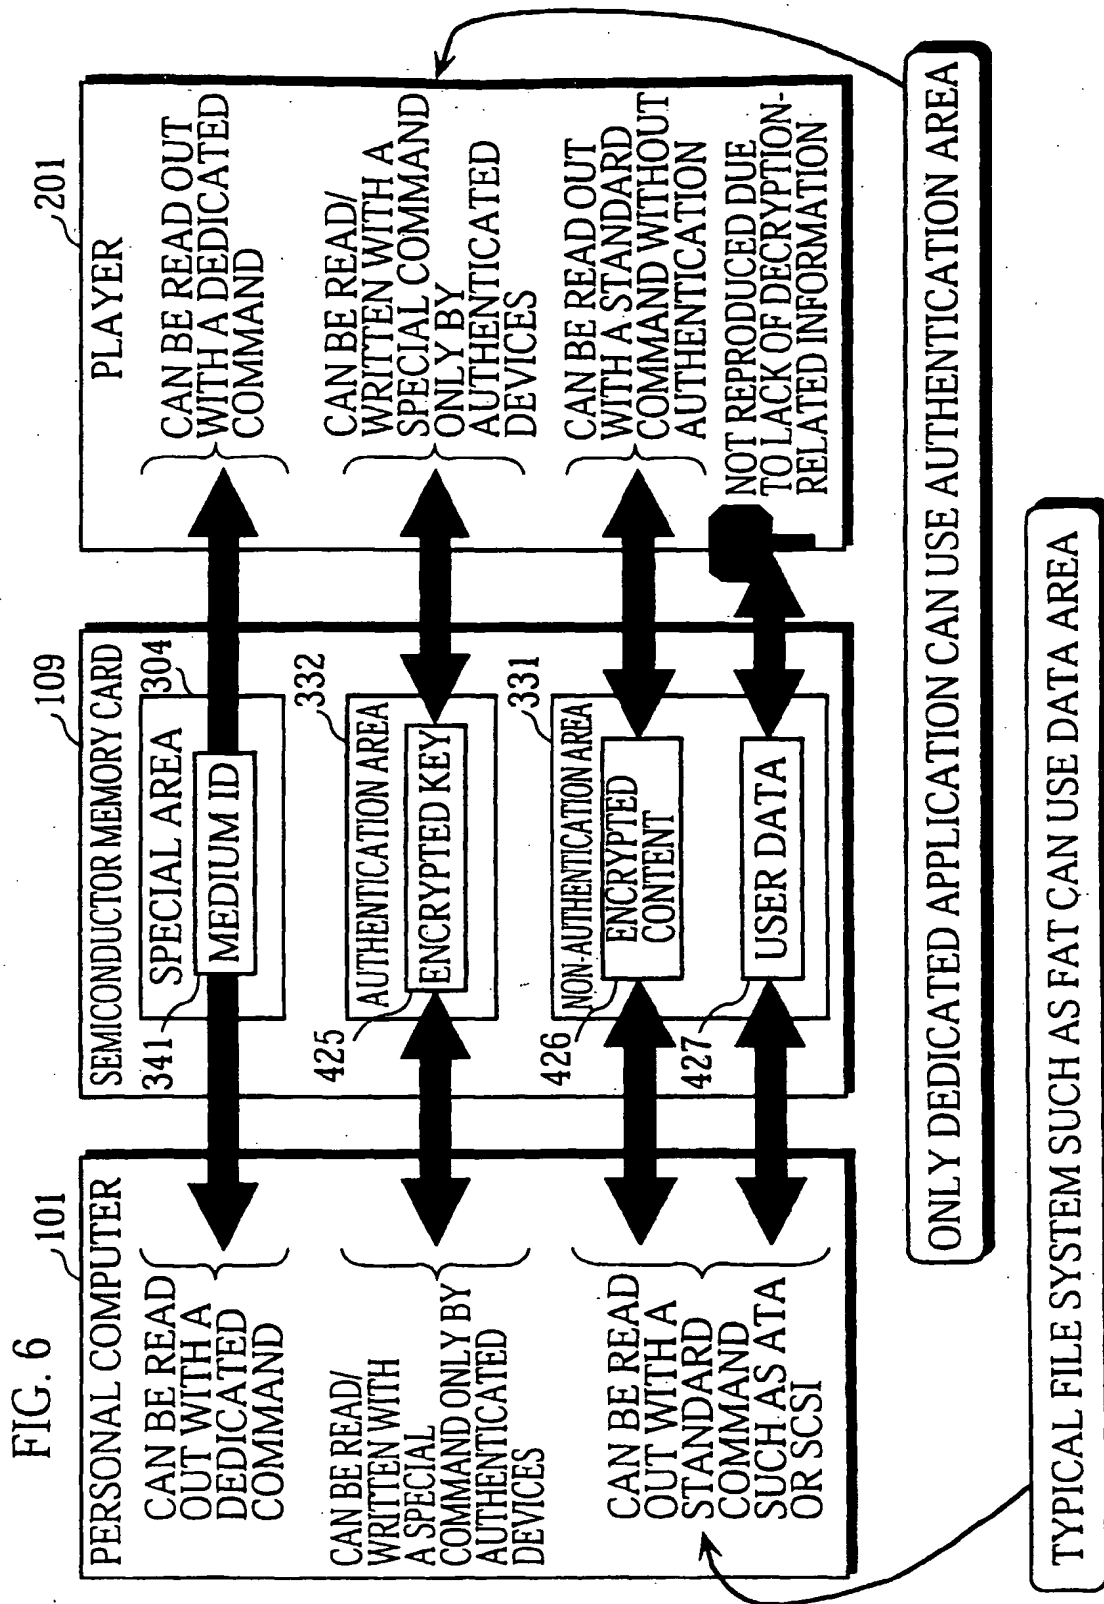 FIG. 6
PERSONAL COMPUTER
101
CAN BE READ
OUT WITH A
DEDICATED
COMMAND
CAN BE READ/
WRITTEN WITH
A SPECIAL
COMMAND ONLY BY
AUTHENTICATED
DEVICES
CAN BE READ
OUT WITH A
STANDARD
COMMAND
SUCH AS ATA
OR SCSI
SEMICONDUCTOR MEMORY CARD
109
SPECIAL AREA
304
341
MEDIUM ID
AUTHENTICATION AREA
332
425
ENCRYPTED KEY
NON-AUTHENTICATION AREA
331
426
ENCRYPTED
CONTENT
427
USER DATA
PLAYER
201
CAN BE READ OUT
WITH A DEDICATED
COMMAND
CAN BE READ/
WRITTEN WITH A
SPECIAL COMMAND
ONLY BY
AUTHENTICATED
DEVICES
CAN BE READ OUT
WITH A STANDARD
COMMAND WITHOUT
AUTHENTICATION
NOT REPRODUCED DUE
TO LACK OF DECRYPTION-
RELATED INFORMATION
ONLY DEDICATED APPLICATION CAN USE AUTHENTICATION AREA
TYPICAL FILE SYSTEM SUCH AS FAT CAN USE DATA AREA